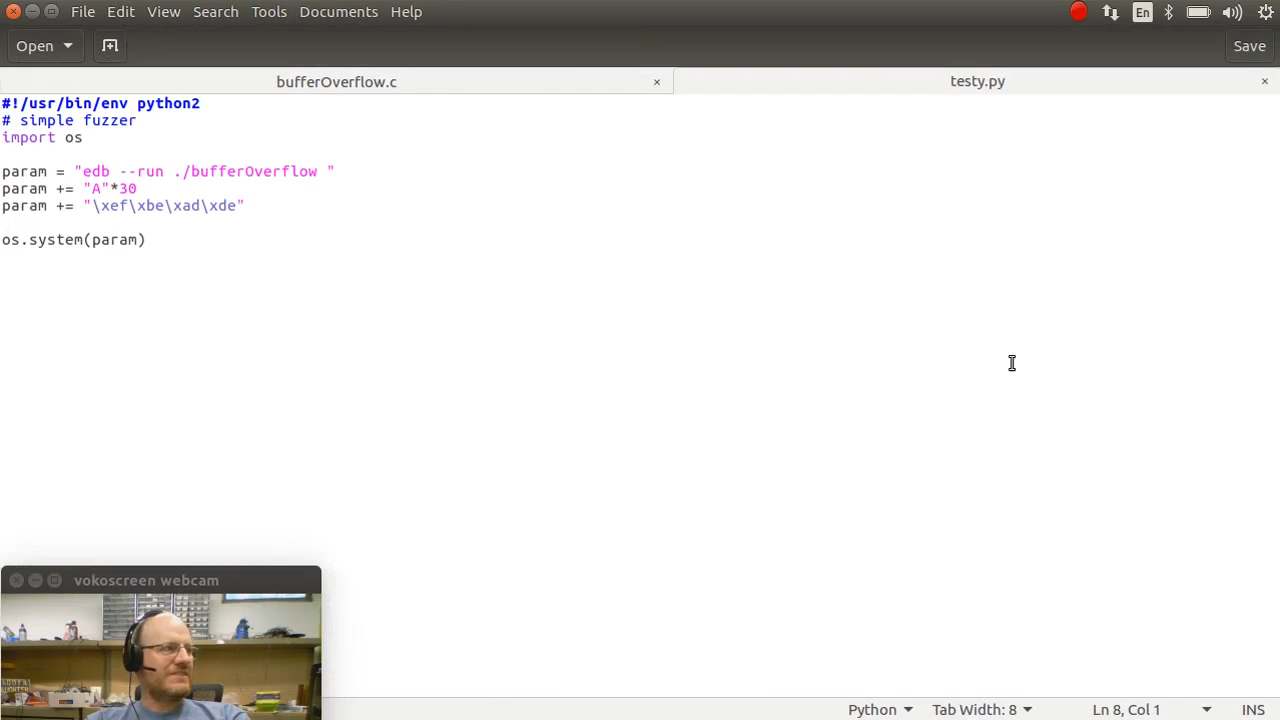 File Edit View Search Tools Documents Help
En
Open
Save
bufferOverflow.c
testy.py
#!/usr/bin/env python2
# simple fuzzer
import os
param = "edb --run ./bufferOverflow "
param += "A"*30
param += "\xef\xbe\xad\xde"
os.system(param)
vokoscreen webcam
Python Tab Width: 8 Ln 8, Col 1 INS